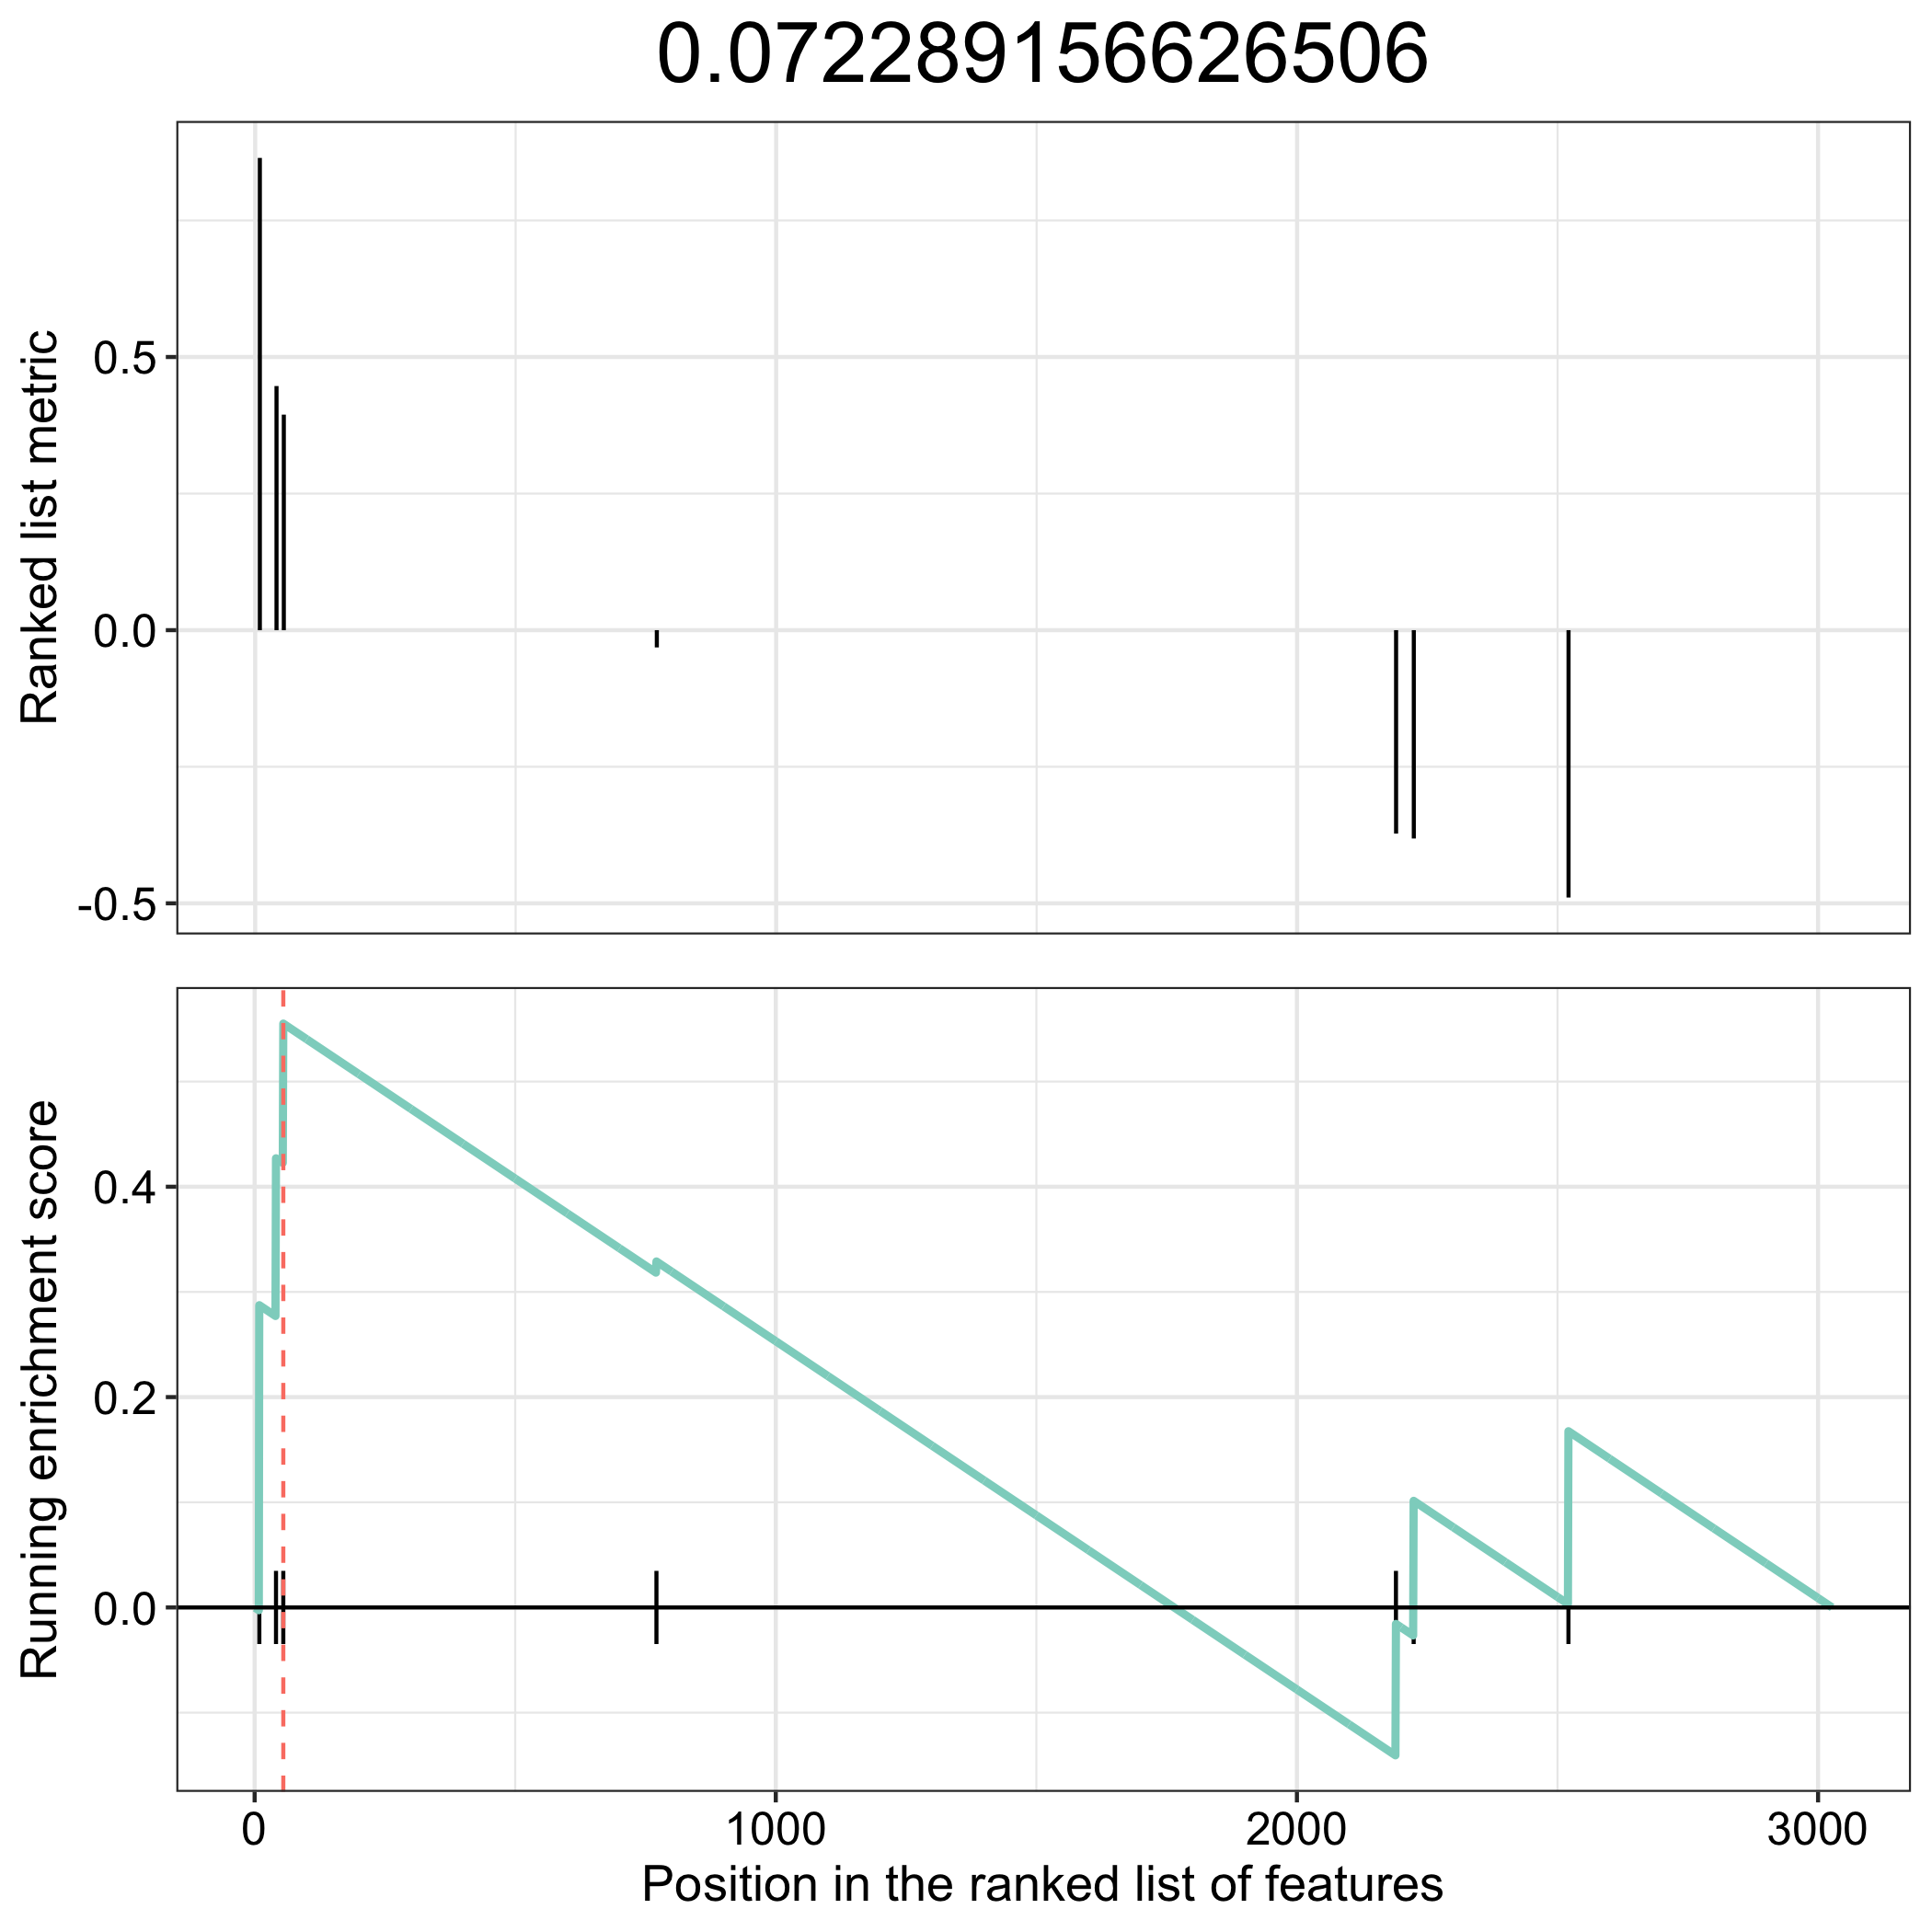 0.072289156626506
Ranked list metric
0.5
0.0
-0.5
Running enrichment score
0.4
0.2
0.0
0 1000 2000 3000
Position in the ranked list of features